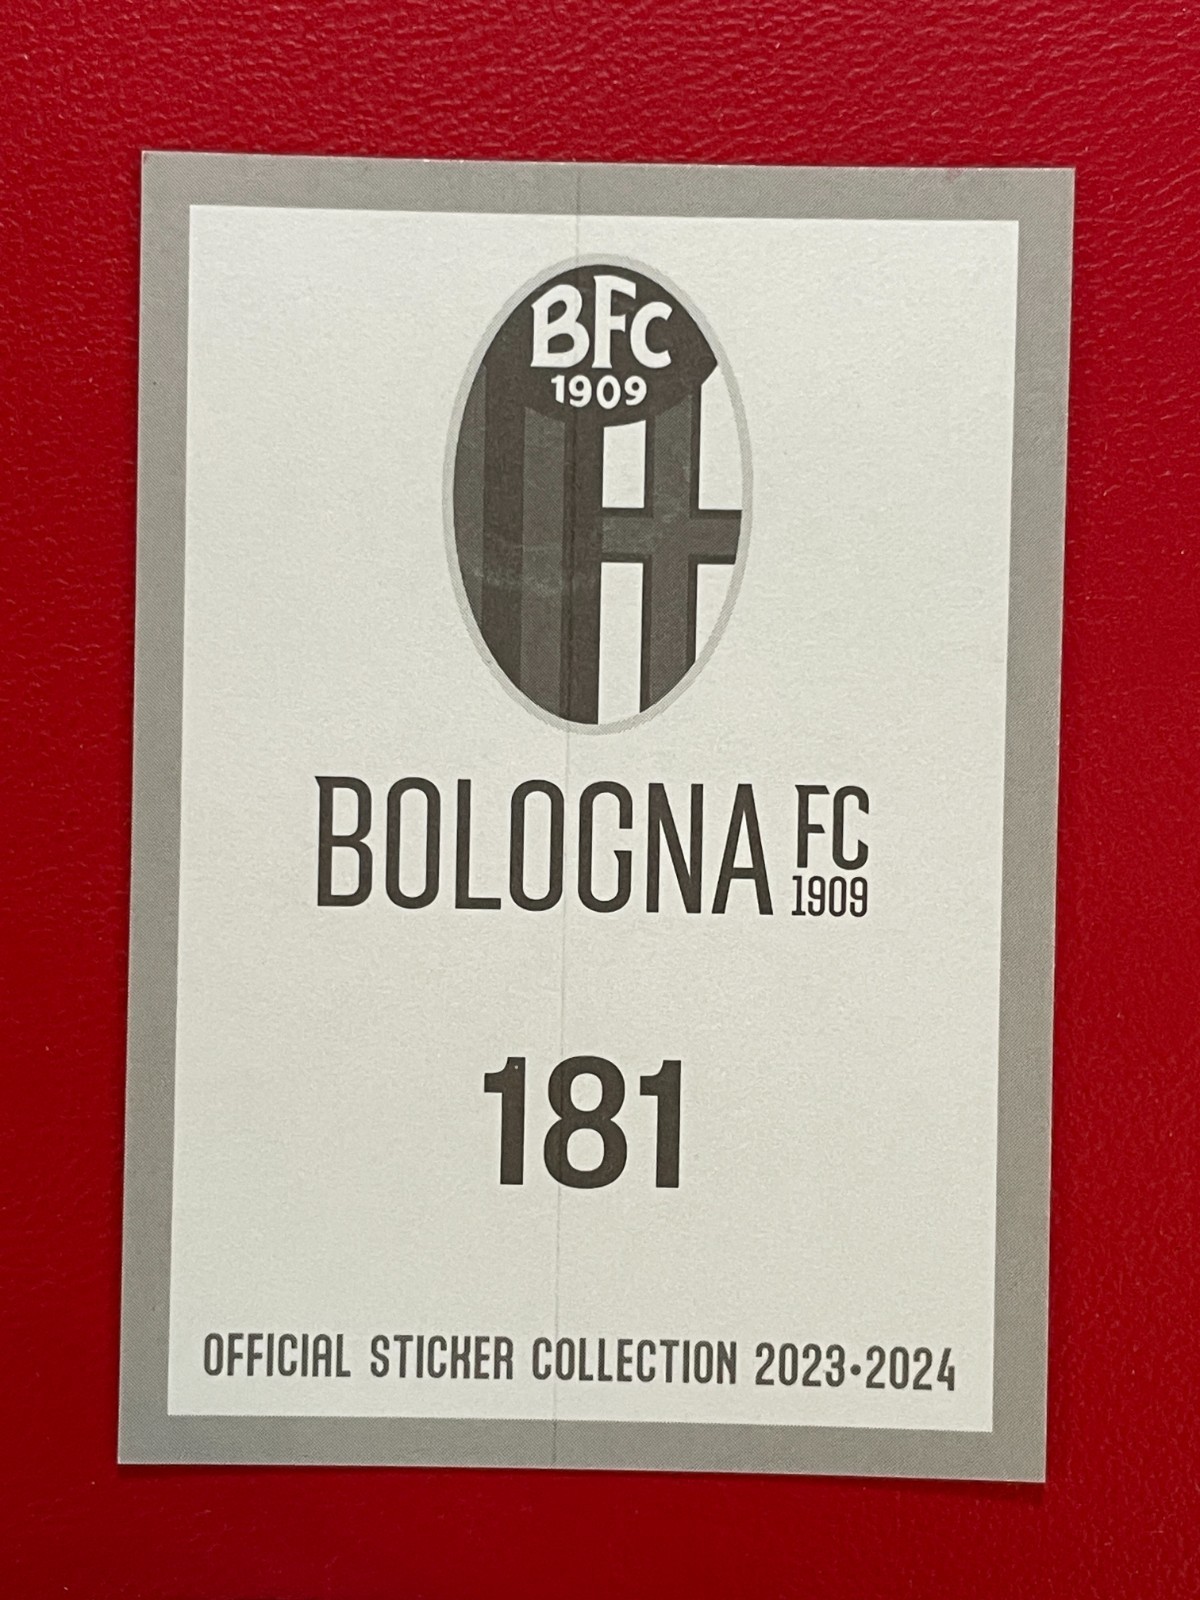 BFC
1909
BOLOGNA FC
1909
181
OFFICIAL STICKER COLLECTION 2023•2024